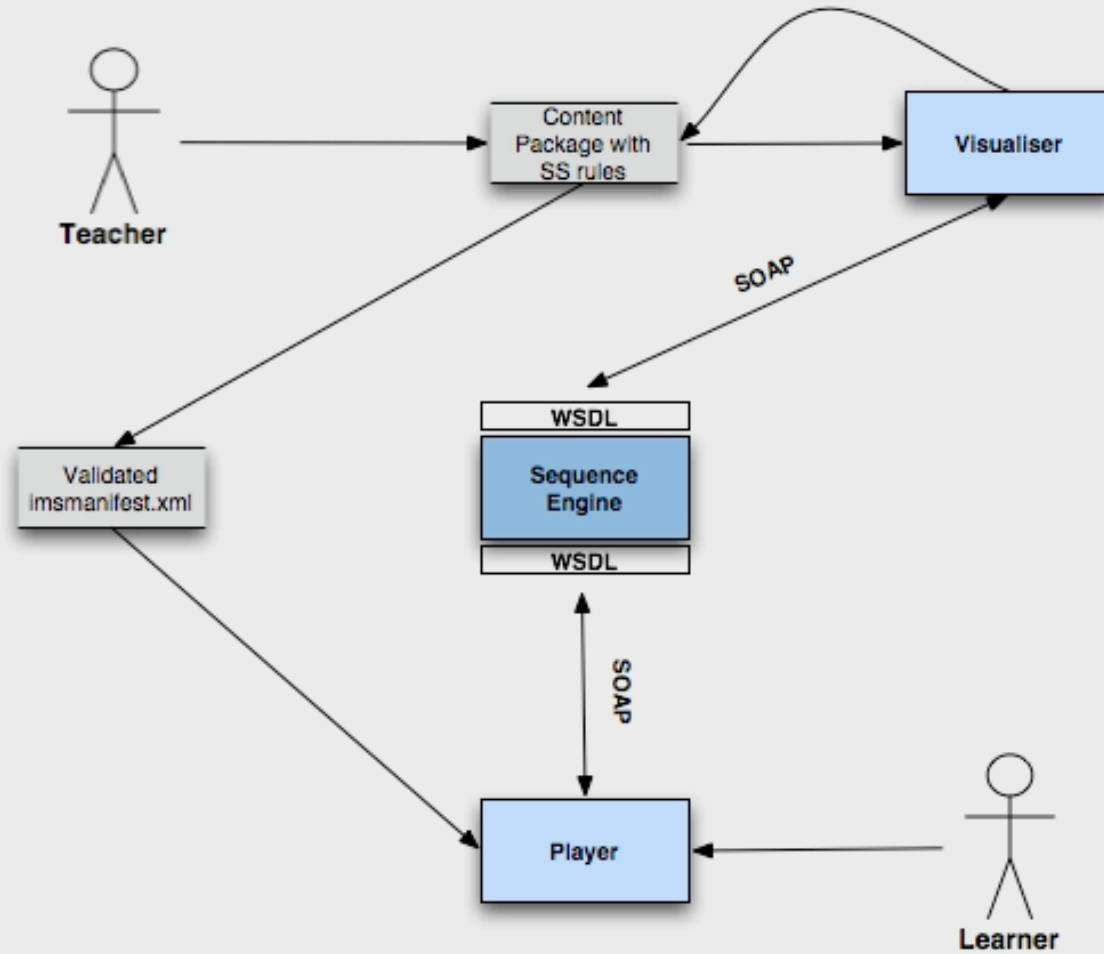 Content
Package with
SS rules
Visualiser
Teacher
SOAP
WSDL
Sequence
Engine
WSDL
Validated
imsmanifest.xml
SOAP
Player
Learner